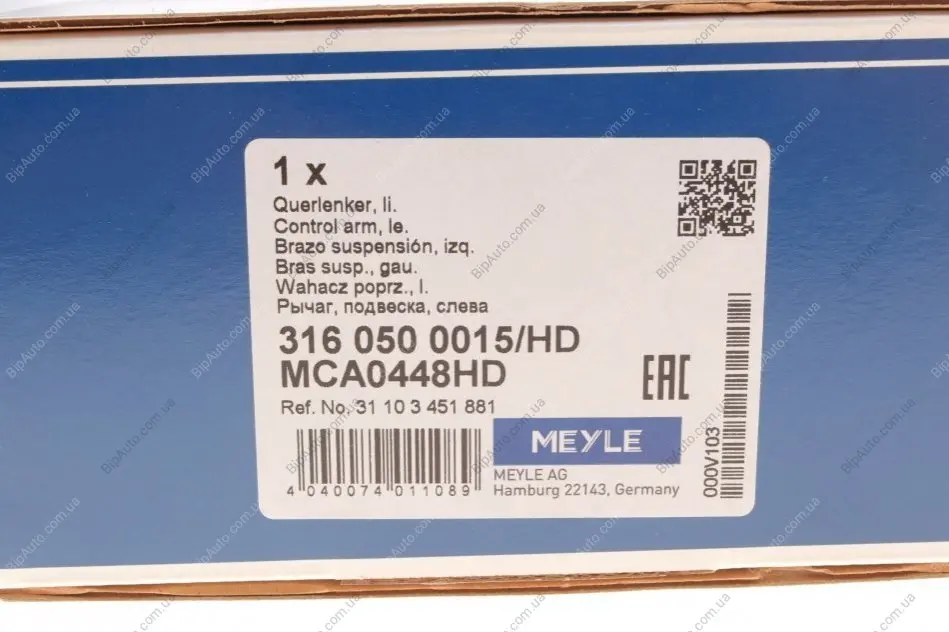 1 x
Querlenker, li.
Control arm, le.
Brazo suspensión, izq.
Bras susp., gau.
Wahacz poprz., l.
Рычаг, подвеска, слева
316 050 0015/HD
MCA0448HD
Ref. No. 31 10 3 451 881
EAC
4 040074 011089
MEYLE
MEYLE AG
Hamburg 22143, Germany
000V103
BipAuto.com.ua